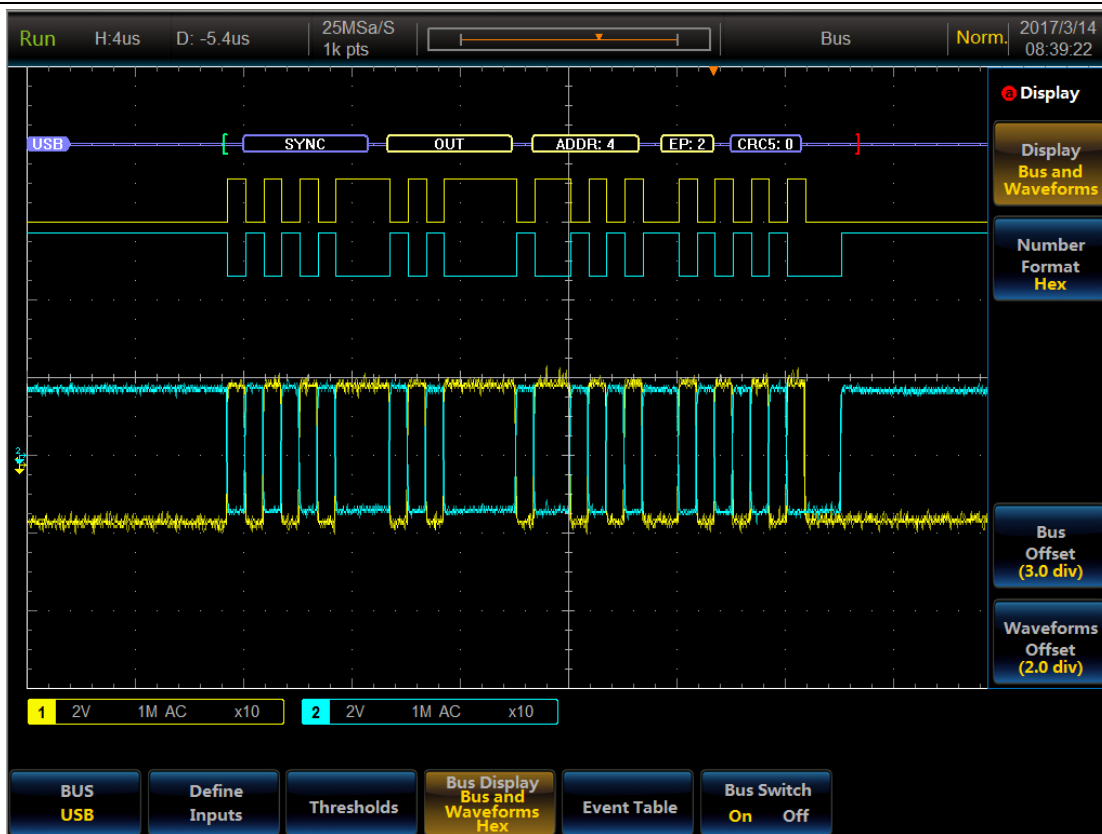 Run H:4us D: -5.4us 25MSa/S Bus Norm. 2017/3/14
1k pts 08:39:22
a Display
USB SYNC OUT ADDR: 4 EP: 2 CRC5: 0
Display
Bus and
Waveforms
Number
Format
Hex
2
Bus
Offset
(3.0 div)
Waveforms
Offset
(2.0 div)
1 2V 1M AC x10 2 2V 1M AC x10
BUS
USB
Define
Inputs
Thresholds
Bus Display
Bus and
Waveforms
Hex
Event Table
Bus Switch
On Off